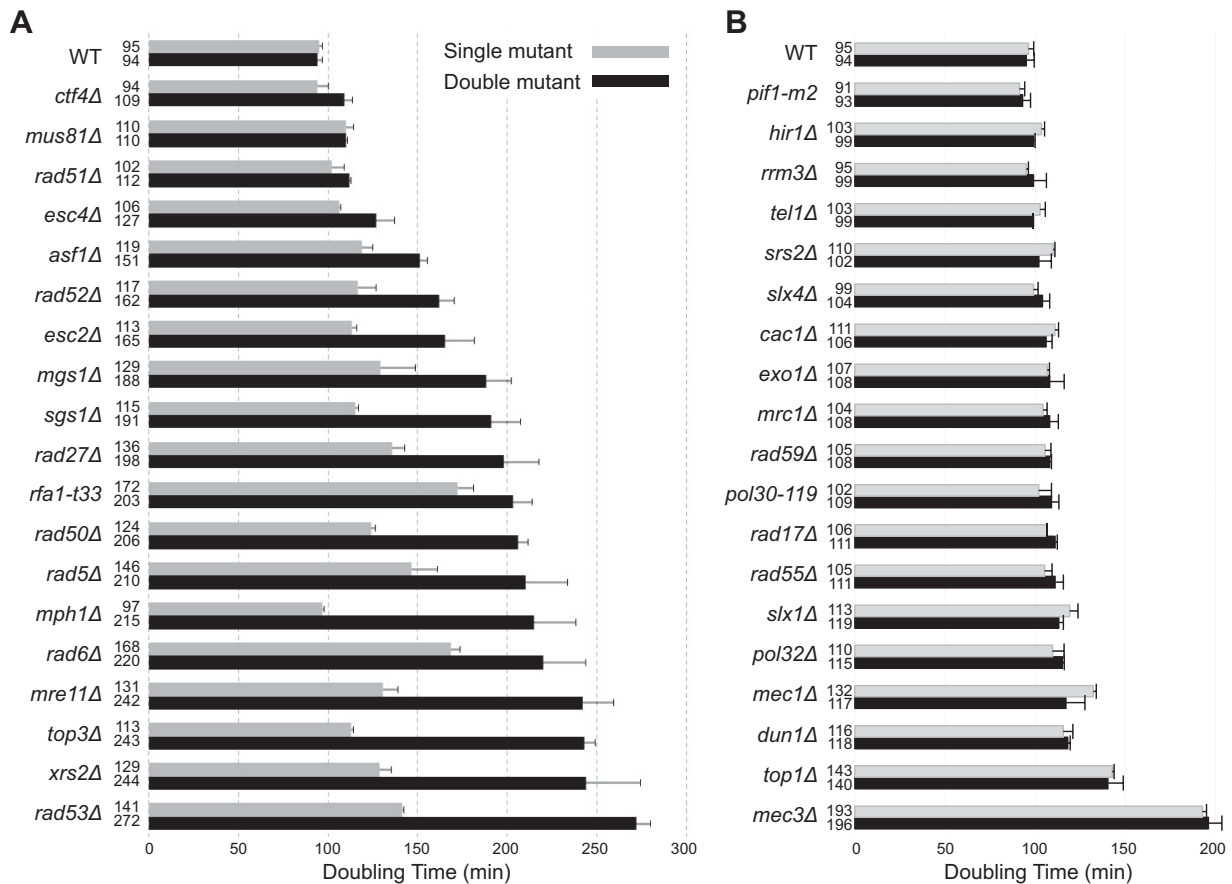 A
WT 95 94
ctf4Δ 94 109
mus81Δ 110 110
rad51Δ 102 112
esc4Δ 106 127
asf1Δ 119 151
rad52Δ 117 162
esc2Δ 113 165
mgs1Δ 129 188
sgs1Δ 115 191
rad27Δ 136 198
rfa1-t33 172 203
rad50Δ 124 206
rad5Δ 146 210
mph1Δ 97 215
rad6Δ 168 220
mre11Δ 131 242
top3Δ 113 243
xrs2Δ 129 244
rad53Δ 141 272
0 50 100 150 200 250 300
Doubling Time (min)
Single mutant
Double mutant
B
WT 95 94
pif1-m2 91 93
hir1Δ 103 99
rrm3Δ 95 99
tel1Δ 103 99
srs2Δ 110 102
slx4Δ 99 104
cac1Δ 111 106
exo1Δ 107 108
mrc1Δ 104 108
rad59Δ 105 108
pol30-119 102 109
rad17Δ 106 111
rad55Δ 105 111
slx1Δ 113 119
pol32Δ 110 115
mec1Δ 132 117
dun1Δ 116 118
top1Δ 143 140
mec3Δ 193 196
0 50 100 150 200
Doubling Time (min)